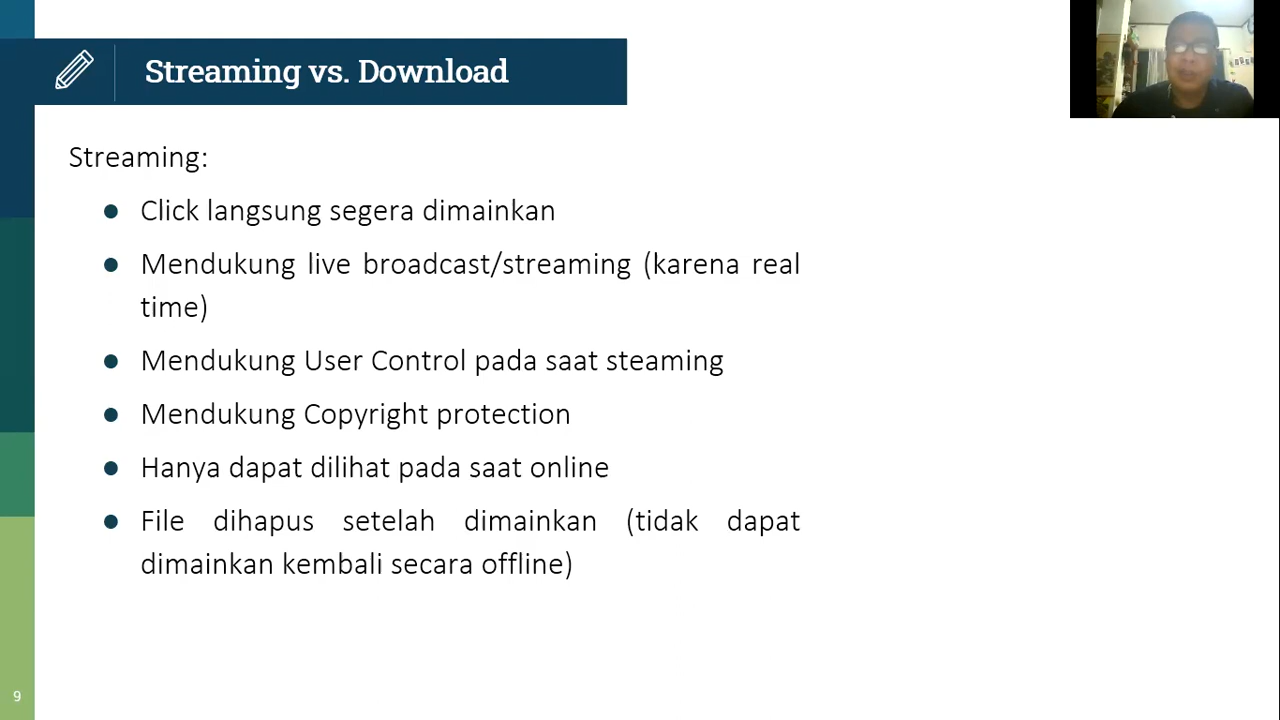 Streaming vs. Download
Streaming:
● Click langsung segera dimainkan
● Mendukung live broadcast/streaming (karena real
time)
● Mendukung User Control pada saat steaming
● Mendukung Copyright protection
● Hanya dapat dilihat pada saat online
● File dihapus setelah dimainkan (tidak dapat
dimainkan kembali secara offline)
9